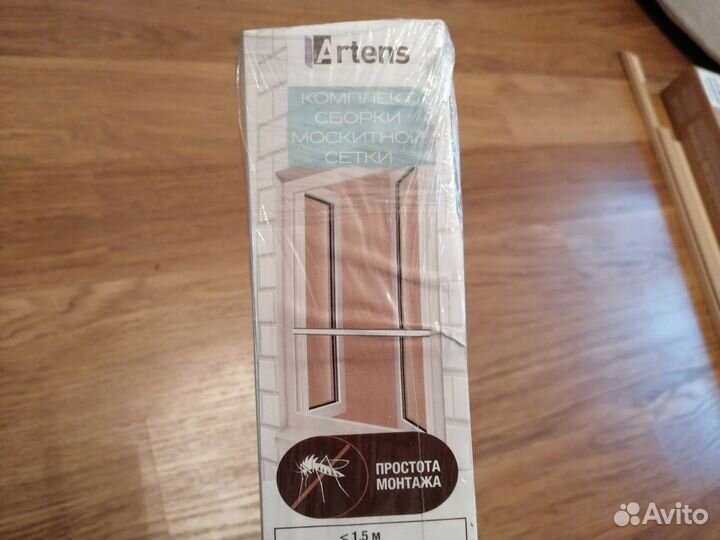 Artens
КОМПЛЕКТ
СБОРКИ
МОСКИТНОЙ
СЕТКИ
ПРОСТОТА
МОНТАЖА
< 1,5 м
Avito